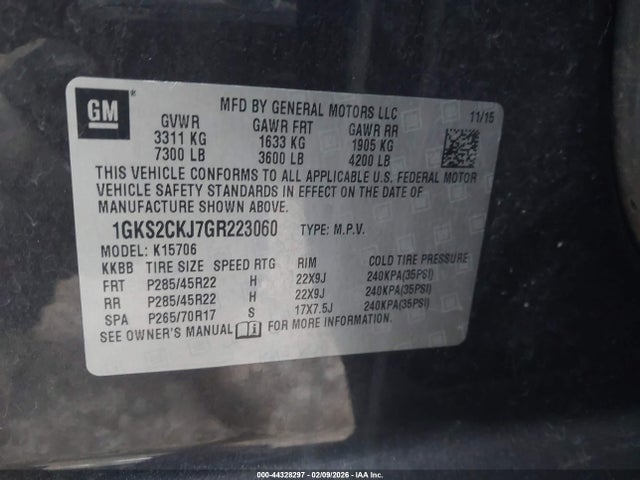 GM
MFD BY GENERAL MOTORS LLC 11/15
GVWR GAWR FRT GAWR RR
3311 KG 1633 KG 1905 KG
7300 LB 3600 LB 4200 LB
THIS VEHICLE CONFORMS TO ALL APPLICABLE U.S. FEDERAL MOTOR
VEHICLE SAFETY STANDARDS IN EFFECT ON THE DATE OF
MANUFACTURE SHOWN ABOVE.
1GKS2CKJ7GR223060 TYPE: M.P.V.
MODEL: K15706
KKBB TIRE SIZE SPEED RTG RIM COLD TIRE PRESSURE
FRT P285/45R22 H 22X9J 240KPA(35PSI)
RR P285/45R22 H 22X9J 240KPA(35PSI)
SPA P265/70R17 S 17X7.5J 240KPA(35PSI)
SEE OWNER'S MANUAL FOR MORE INFORMATION.
000-44328297 - 02/09/2026 - IAA Inc.